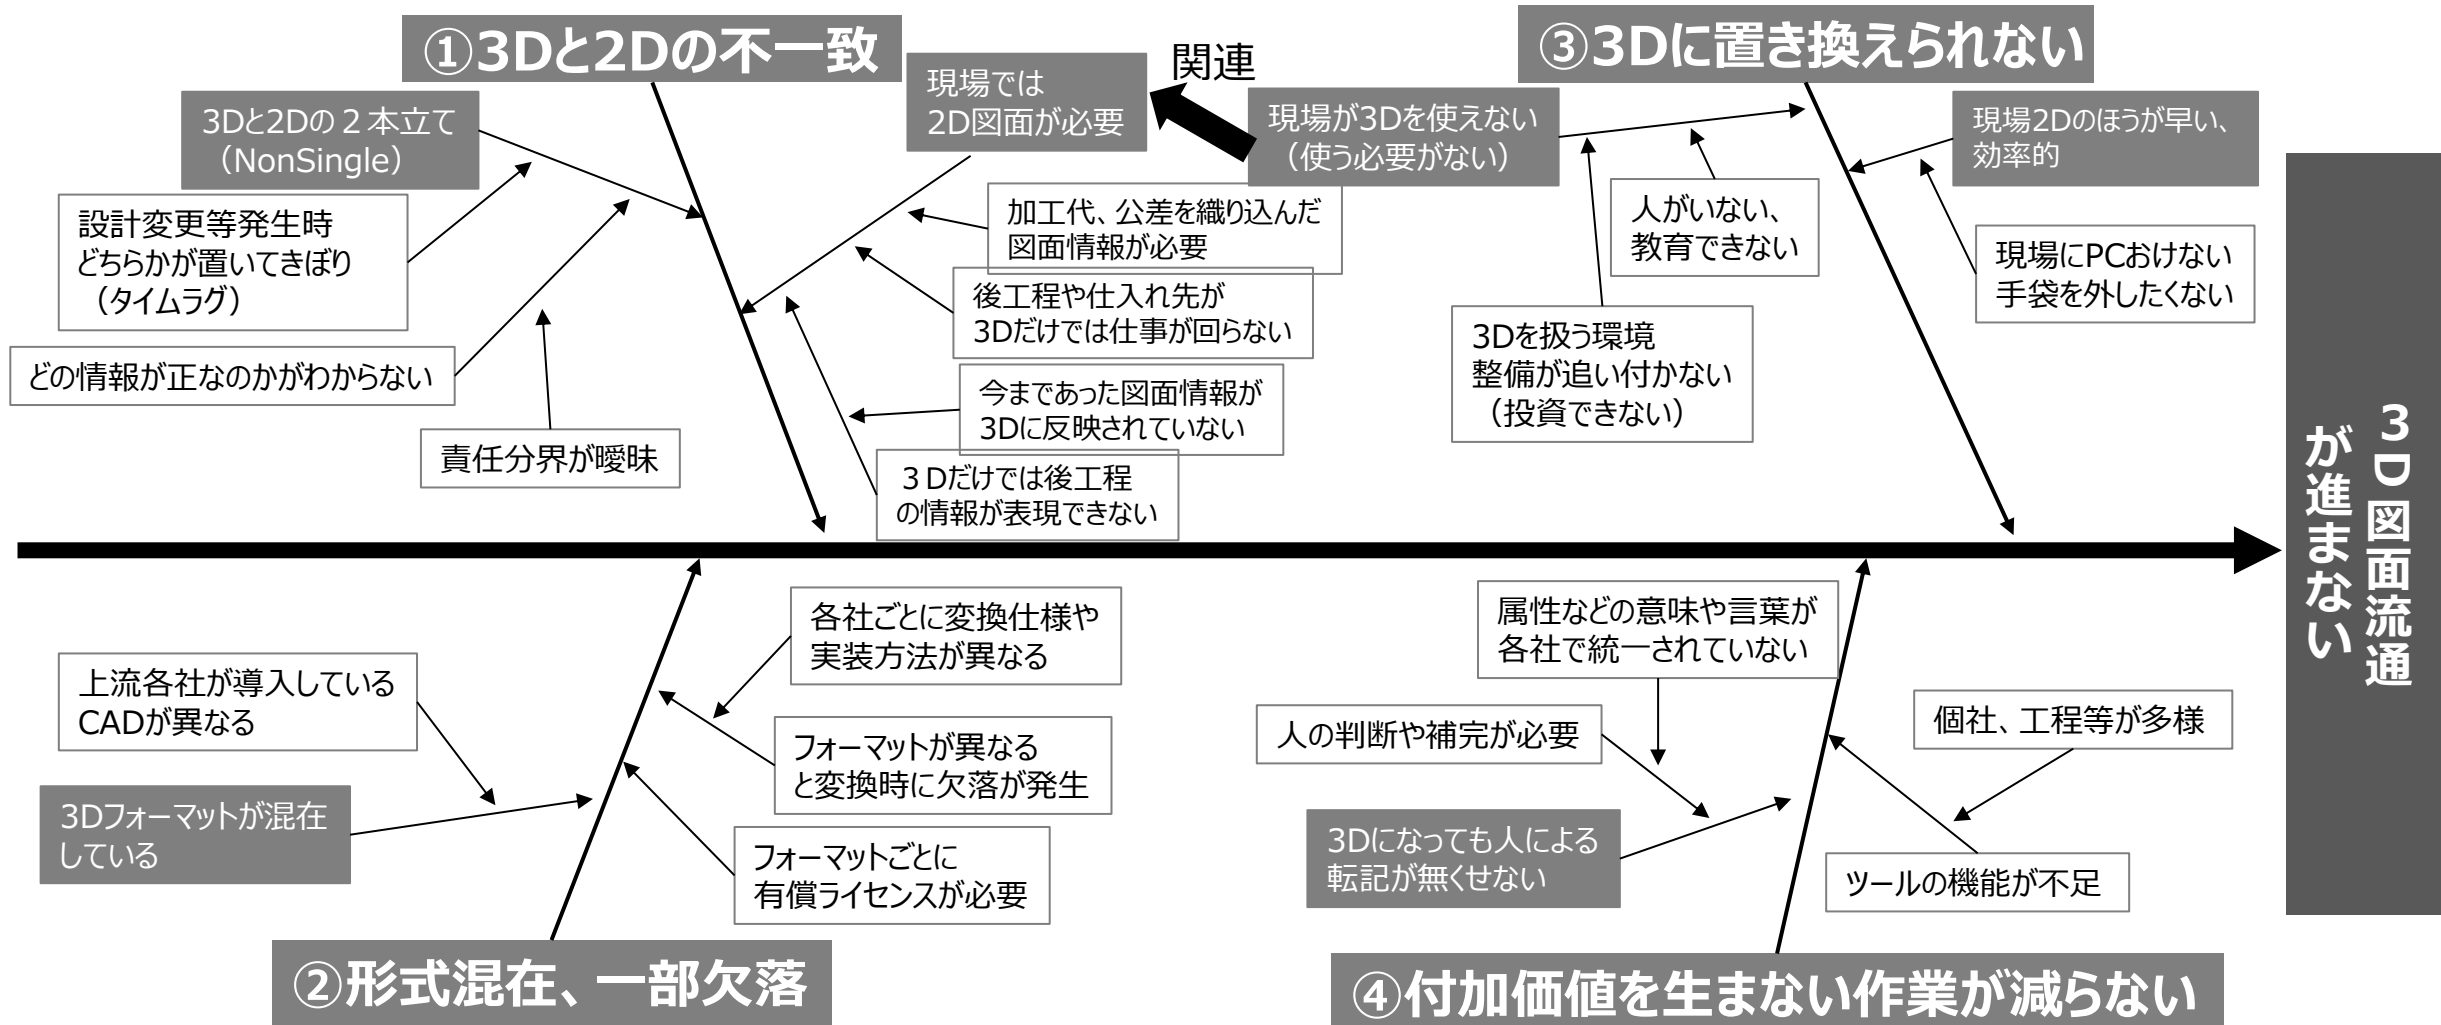 ①3Dと2Dの不一致
3Dと2Dの２本立て
（NonSingle）
設計変更等発生時
どちらかが置いてきぼり
（タイムラグ）
どの情報が正なのかがわからない
責任分界が曖昧
現場では
2D図面が必要
関連
加工代、公差を織り込んだ
図面情報が必要
後工程や仕入れ先が
3Dだけでは仕事が回らない
今まであった図面情報が
3Dに反映されていない
３Dだけでは後工程
の情報が表現できない
③3Dに置き換えられない
現場が3Dを使えない
（使う必要がない）
人がいない、
教育できない
3Dを扱う環境
整備が追い付かない
（投資できない）
現場2Dのほうが早い、
効率的
現場にPCおけない
手袋を外したくない
3D図面流通
が進まない
上流各社が導入している
CADが異なる
3Dフォーマットが混在
している
各社ごとに変換仕様や
実装方法が異なる
フォーマットが異なる
と変換時に欠落が発生
フォーマットごとに
有償ライセンスが必要
②形式混在、一部欠落
属性などの意味や言葉が
各社で統一されていない
人の判断や補完が必要
3Dになっても人による
転記が無くせない
個社、工程等が多様
ツールの機能が不足
④付加価値を生まない作業が減らない